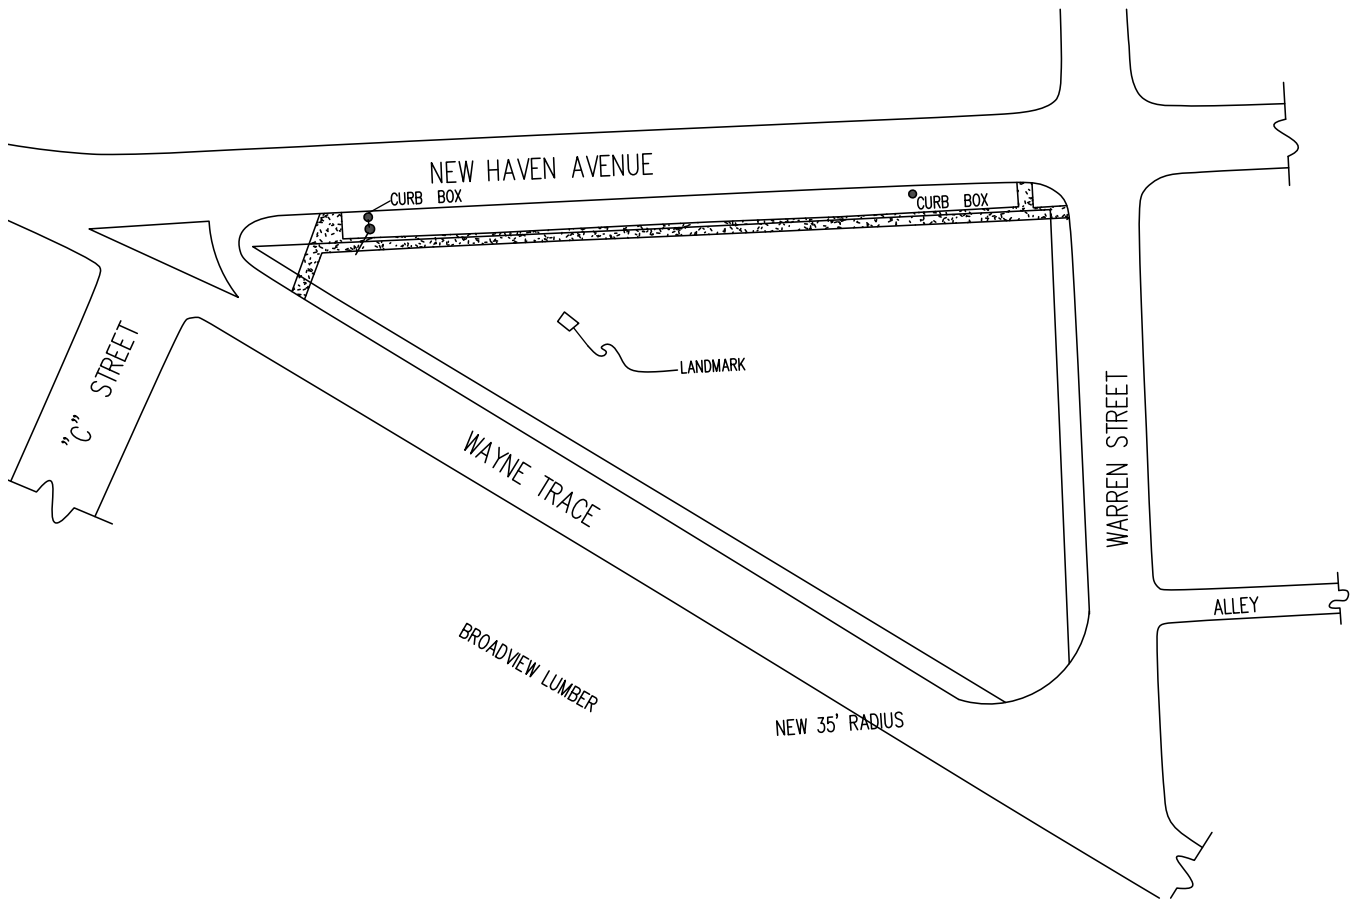 NEW HAVEN AVENUE
CURB BOX
CURB BOX
"C" STREET
LANDMARK
WAYNE TRACE
WARREN STREET
ALLEY
BROADVIEW LUMBER
NEW 35' RADIUS